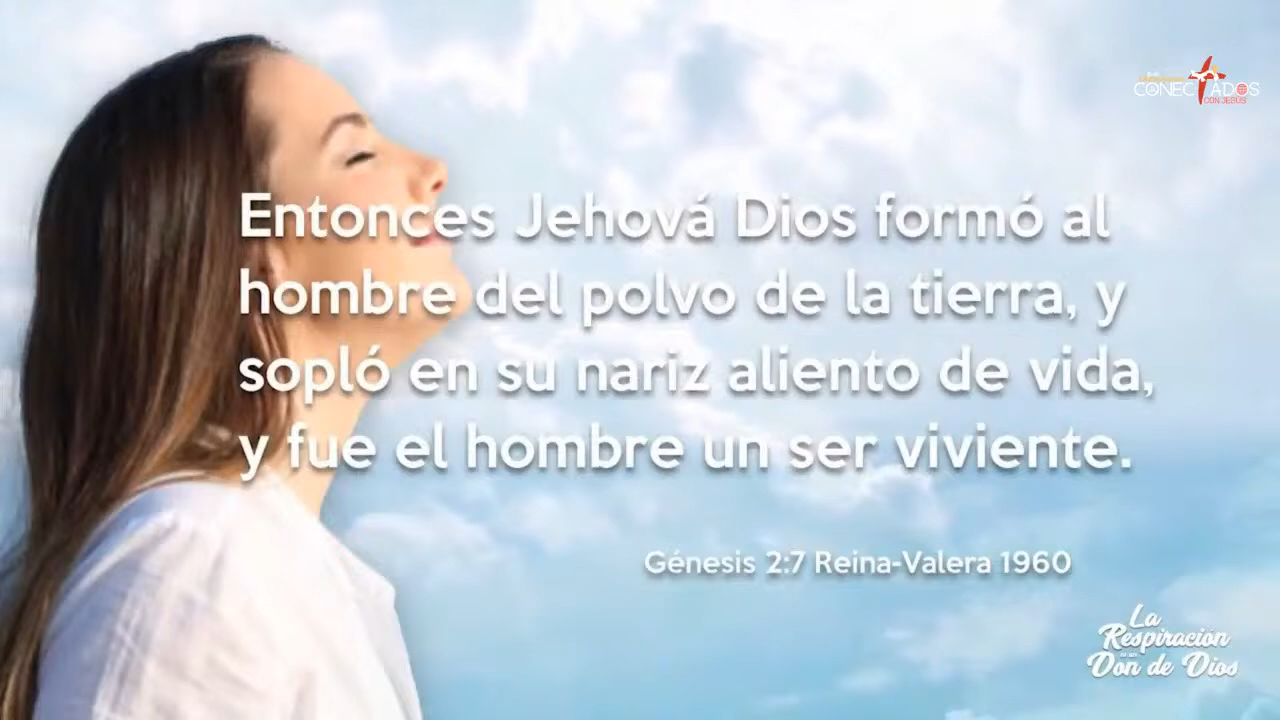 CONECTADOS
CON JESÚS
Entonces Jehová Dios formó al
hombre del polvo de la tierra, y
sopló en su nariz aliento de vida,
y fue el hombre un ser viviente.
Génesis 2:7 Reina-Valera 1960
La
Respiración
Don de Dios